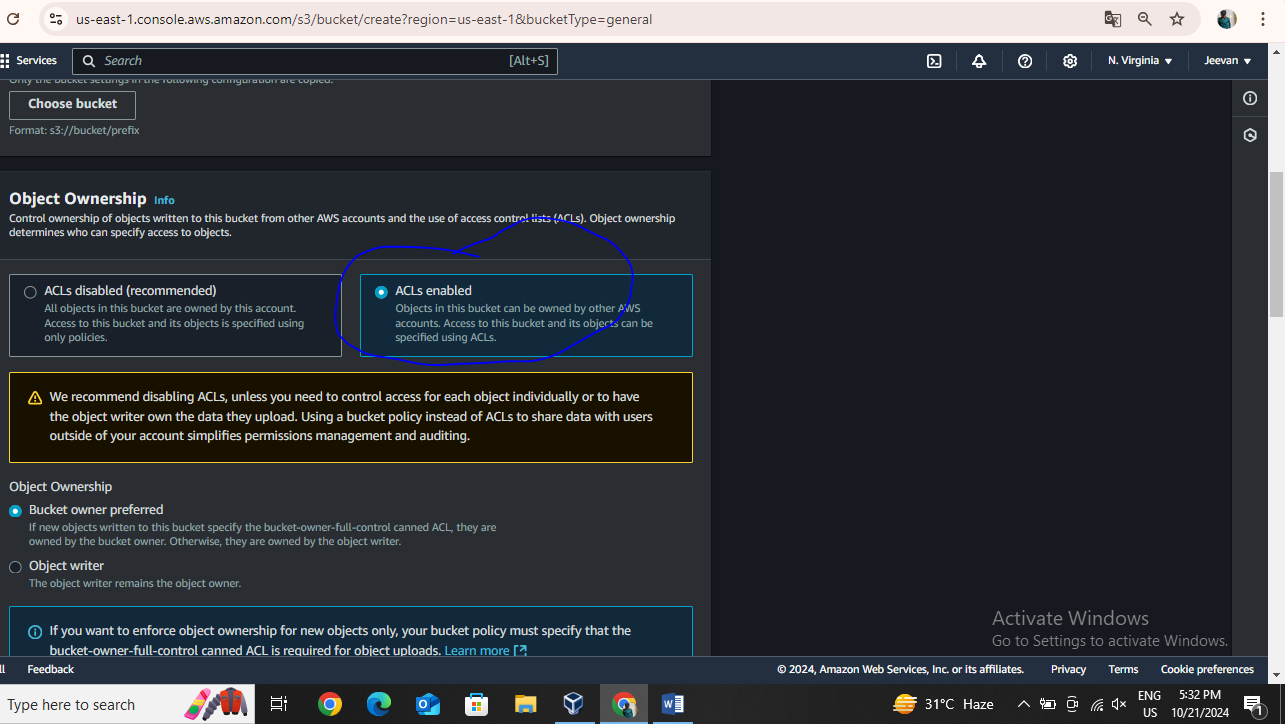 us-east-1.console.aws.amazon.com/s3/bucket/create?region=us-east-1&bucketType=general
Services
Search
[Alt+S]
N. Virginia
Jeevan
Only the bucket settings in the following configuration are copied.
Choose bucket
Format: s3://bucket/prefix
Object Ownership Info
Control ownership of objects written to this bucket from other AWS accounts and the use of access control lists (ACLs). Object ownership
determines who can specify access to objects.
ACLs disabled (recommended)
All objects in this bucket are owned by this account.
Access to this bucket and its objects is specified using
only policies.
ACLs enabled
Objects in this bucket can be owned by other AWS
accounts. Access to this bucket and its objects can be
specified using ACLs.
We recommend disabling ACLs, unless you need to control access for each object individually or to have
the object writer own the data they upload. Using a bucket policy instead of ACLs to share data with users
outside of your account simplifies permissions management and auditing.
Object Ownership
Bucket owner preferred
If new objects written to this bucket specify the bucket-owner-full-control canned ACL, they are
owned by the bucket owner. Otherwise, they are owned by the object writer.
Object writer
The object writer remains the object owner.
If you want to enforce object ownership for new objects only, your bucket policy must specify that the
bucket-owner-full-control canned ACL is required for object uploads. Learn more
Activate Windows
Go to Settings to activate Windows.
Feedback
© 2024, Amazon Web Services, Inc. or its affiliates.
Privacy
Terms
Cookie preferences
Type here to search
31°C Haze
ENG
US
5:32 PM
10/21/2024
1